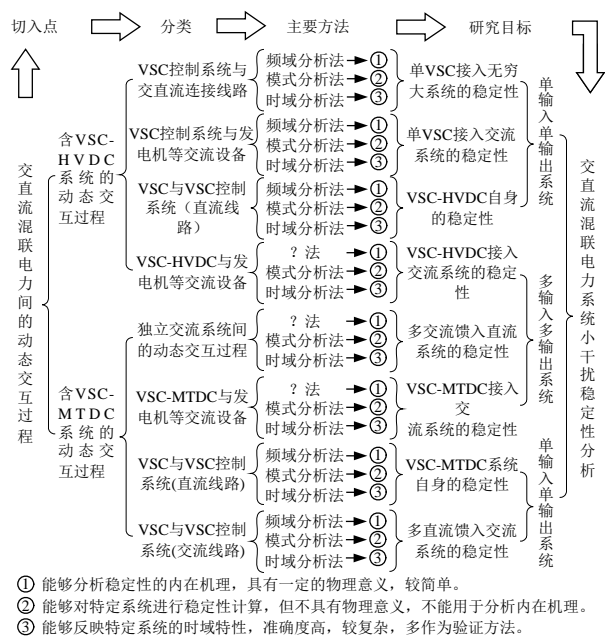 切入点 分类 主要方法 研究目标
交直流混联电力间的动态交互过程
含VSC-
HVDC
系统的
动态交
互过程
VSC控制系统与
交直流连接线路
频域分析法 ①
模式分析法 ②
时域分析法 ③
单VSC接入无穷
大系统的稳定性
VSC控制系统与发
电机等交流设备
频域分析法 ①
模式分析法 ②
时域分析法 ③
单VSC接入交流
系统的稳定性
VSC与VSC控制
系统（直流线
路）
频域分析法 ①
模式分析法 ②
时域分析法 ③
VSC-HVDC自身
的稳定性
VSC-HVDC与发
电机等交流设备
？法 ①
模式分析法 ②
时域分析法 ③
VSC-HVDC接入
交流系统的稳定
性
含VSC-
MTDC
系统的
动态交
互过程
独立交流系统间
的动态交互过程
？法 ①
模式分析法 ②
时域分析法 ③
多交流馈入直流
系统的稳定性
VSC-MTDC与发
电机等交流设备
？法 ①
模式分析法 ②
时域分析法 ③
VSC-MTDC接入
交
流系统的稳定性
VSC与VSC控制
系统(直流线路)
频域分析法 ①
模式分析法 ②
时域分析法 ③
VSC-MTDC系统
自身的稳定性
VSC与VSC控制
系统(交流线路)
频域分析法 ①
模式分析法 ②
时域分析法 ③
多直流馈入交流
系统的稳定性
单输入单输出系统
多输入多输出系统
单输入单输出系统
交直流混联电力系统小干扰稳定性分析
① 能够分析稳定性的内在机理，具有一定的物理意义，较简单。
② 能够对特定系统进行稳定性计算，但不具有物理意义，不能用于分析内在机理。
③ 能够反映特定系统的时域特性，准确度高，较复杂，多作为验证方法。